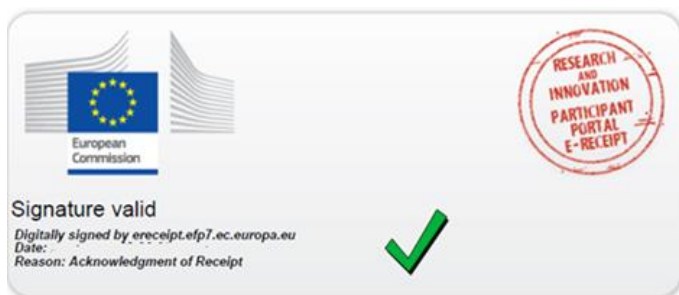 European
Commission
RESEARCH
AND
INNOVATION
PARTICIPANT
PORTAL
E-RECEIPT
Signature valid
Digitally signed by ereceipt.efp7.ec.europa.eu
Date:
Reason: Acknowledgment of Receipt